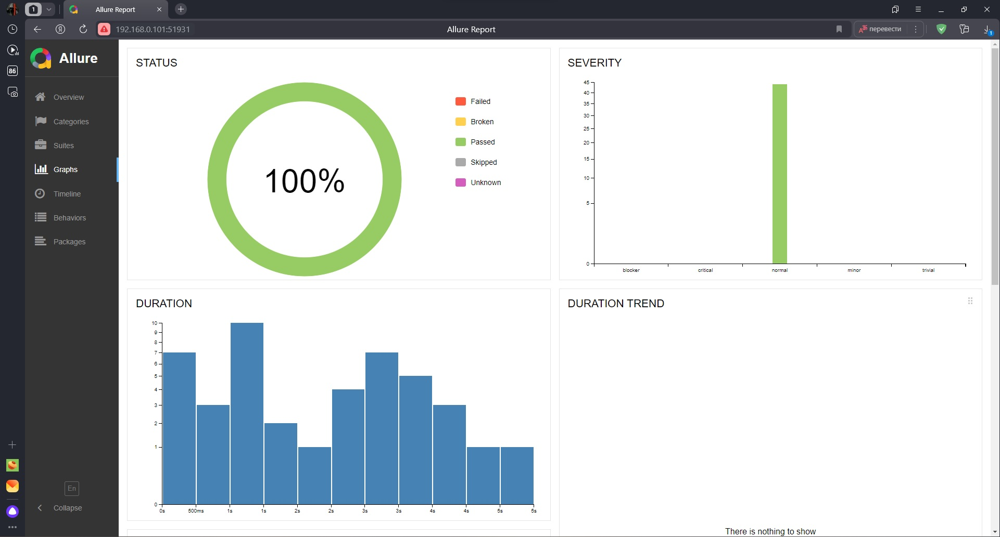 1
Allure Report
192.168.0.101:51931
Allure Report
перевести
1
86
Allure
Overview
Categories
Suites
Graphs
Timeline
Behaviors
Packages
En
Collapse
STATUS
100%
Failed
Broken
Passed
Skipped
Unknown
SEVERITY
45
40
35
30
25
20
15
10
5
0
blocker critical normal minor trivial
DURATION
10
9
8
7
6
5
4
3
2
1
0
0s 500ms 1s 1s 2s 2s 3s 3s 4s 4s 5s 5s
DURATION TREND
There is nothing to show